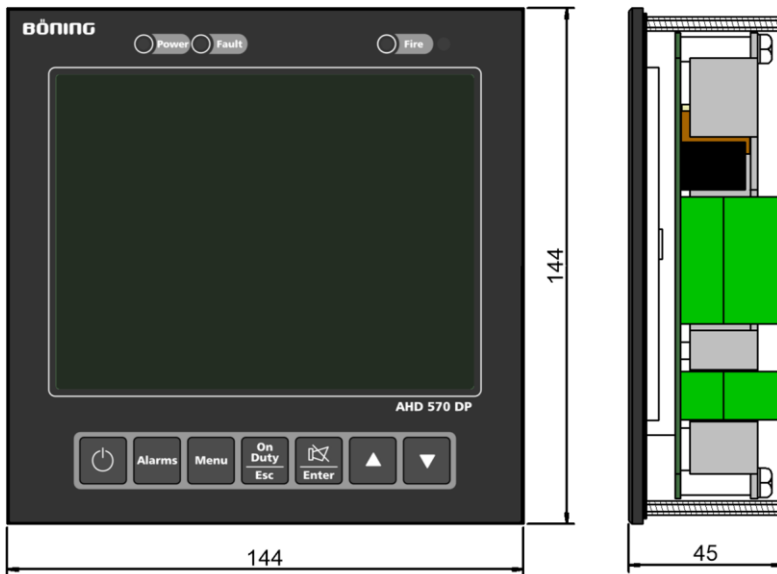 BÖNING
Power Fault Fire
144
AHD 570 DP
Alarms Menu On Duty Esc Enter
144
45